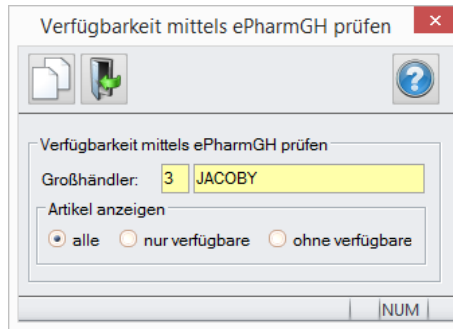 Verfügbarkeit mittels ePharmGH prüfen
Verfügbarkeit mittels ePharmGH prüfen
Großhändler: 3 JACOBY
Artikel anzeigen
alle nur verfügbare ohne verfügbare
NUM